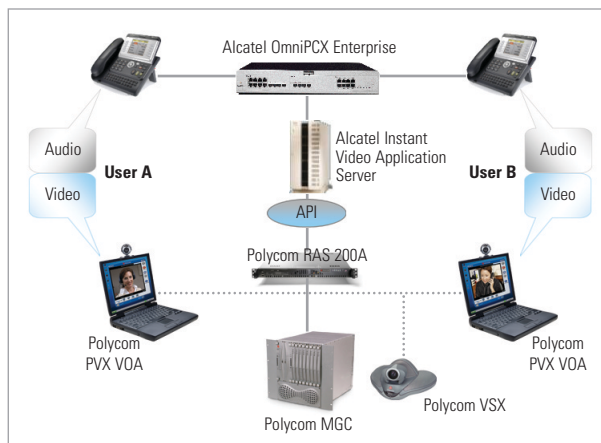 Alcatel OmniPCX Enterprise
Audio
User A
Video
Alcatel Instant
Video Application
Server
User B
Audio
Video
API
Polycom RAS 200A
Polycom
PVX VOA
Polycom
PVX VOA
Polycom MGC
Polycom VSX